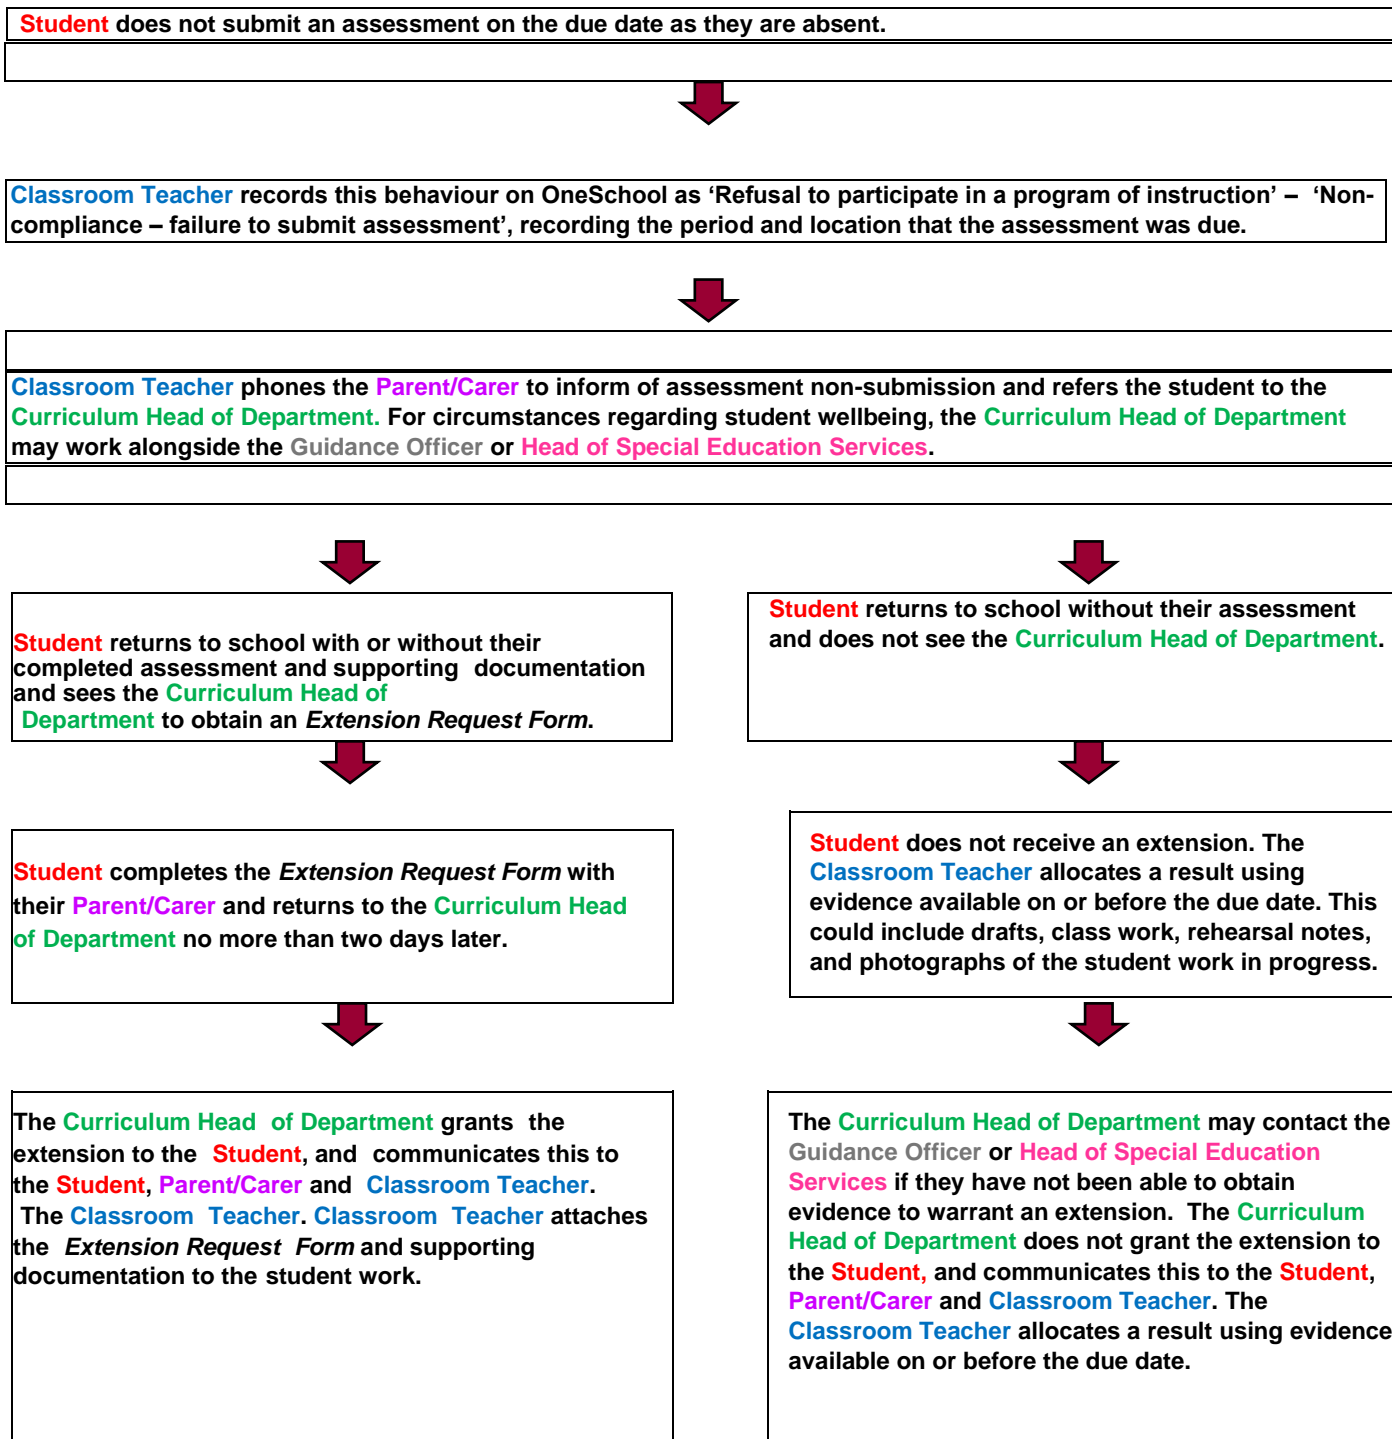 Student does not submit an assessment on the due date as they are absent.
Classroom Teacher records this behaviour on OneSchool as ‘Refusal to participate in a program of instruction’ – ‘Non-
compliance – failure to submit assessment’, recording the period and location that the assessment was due.
Classroom Teacher phones the Parent/Carer to inform of assessment non-submission and refers the student to the
Curriculum Head of Department. For circumstances regarding student wellbeing, the Curriculum Head of Department
may work alongside the Guidance Officer or Head of Special Education Services.
Student returns to school with or without their
completed assessment and supporting documentation
and sees the Curriculum Head of
Department to obtain an Extension Request Form.
Student completes the Extension Request Form with
their Parent/Carer and returns to the Curriculum Head
of Department no more than two days later.
The Curriculum Head of Department grants the
extension to the Student, and communicates this to
the Student, Parent/Carer and Classroom Teacher.
The Classroom Teacher. Classroom Teacher attaches
the Extension Request Form and supporting
documentation to the student work.
Student returns to school without their assessment
and does not see the Curriculum Head of Department.
Student does not receive an extension. The
Classroom Teacher allocates a result using
evidence available on or before the due date. This
could include drafts, class work, rehearsal notes,
and photographs of the student work in progress.
The Curriculum Head of Department may contact the
Guidance Officer or Head of Special Education
Services if they have not been able to obtain
evidence to warrant an extension. The Curriculum
Head of Department does not grant the extension to
the Student, and communicates this to the Student,
Parent/Carer and Classroom Teacher. The
Classroom Teacher allocates a result using evidence
available on or before the due date.